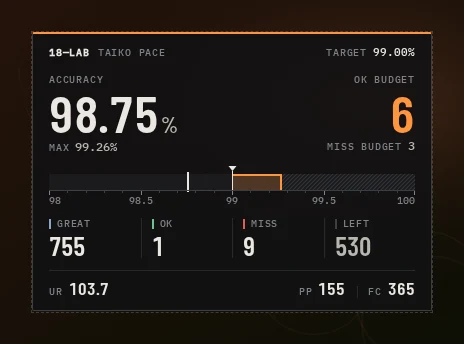 18—LAB TAIKO PACE TARGET 99.00%
ACCURACY OK BUDGET
98.75% 6
MAX 99.26% MISS BUDGET 3
98 98.5 99 99.5 100
GREAT OK MISS LEFT
755 1 9 530
UR 103.7 PP 155 FC 365